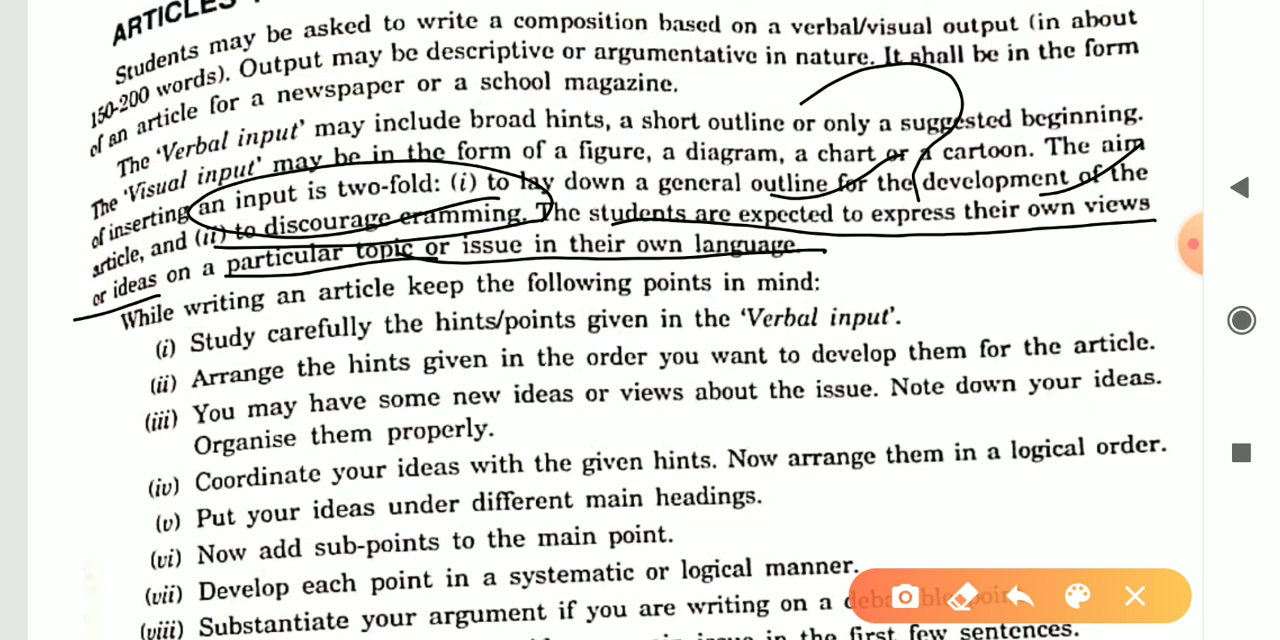 ARTICLES
Students may be asked to write a composition based on a verbal/visual output (in about
150-200 words). Output may be descriptive or argumentative in nature. It shall be in the form
of an article for a newspaper or a school magazine.
The 'Verbal input' may include broad hints, a short outline or only a suggested beginning.
The 'Visual input' may be in the form of a figure, a diagram, a chart or a cartoon. The aim
of inserting an input is two-fold: (i) to lay down a general outline for the development of the
article, and (ii) to discourage cramming. The students are expected to express their own views
or ideas on a particular topic or issue in their own language.
While writing an article keep the following points in mind:
(i) Study carefully the hints/points given in the 'Verbal input'.
(ii) Arrange the hints given in the order you want to develop them for the article.
(iii) You may have some new ideas or views about the issue. Note down your ideas.
Organise them properly.
(iv) Coordinate your ideas with the given hints. Now arrange them in a logical order.
(v) Put your ideas under different main headings.
(vi) Now add sub-points to the main point.
(vii) Develop each point in a systematic or logical manner.
(viii) Substantiate your argument if you are writing on a
in the first few sentences.